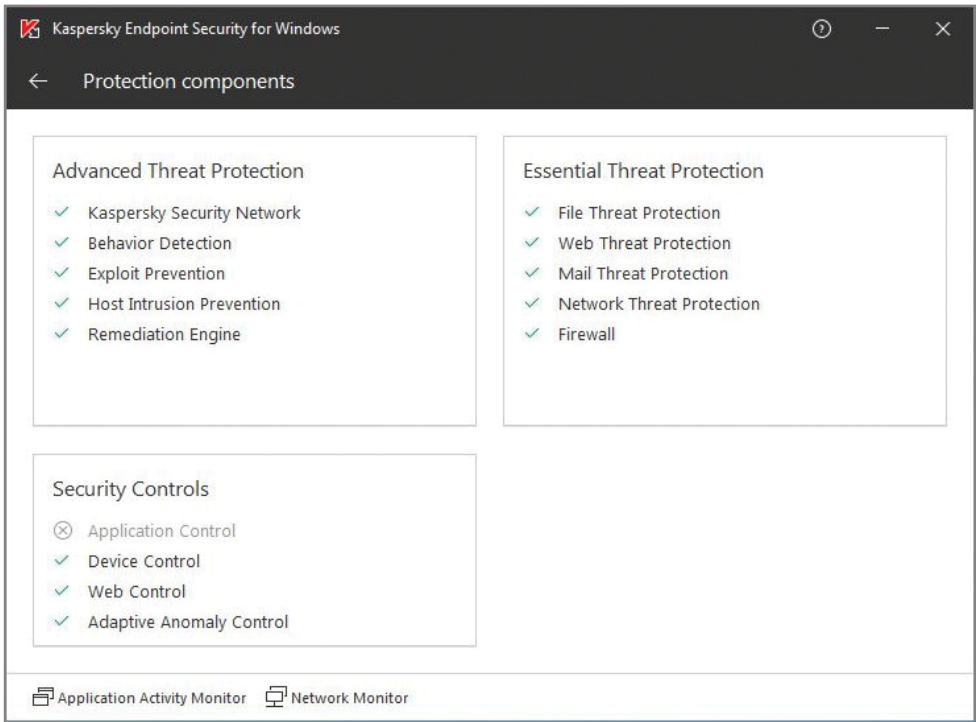 Kaspersky Endpoint Security for Windows
Protection components
Advanced Threat Protection
Kaspersky Security Network
Behavior Detection
Exploit Prevention
Host Intrusion Prevention
Remediation Engine
Essential Threat Protection
File Threat Protection
Web Threat Protection
Mail Threat Protection
Network Threat Protection
Firewall
Security Controls
Application Control
Device Control
Web Control
Adaptive Anomaly Control
Application Activity Monitor
Network Monitor